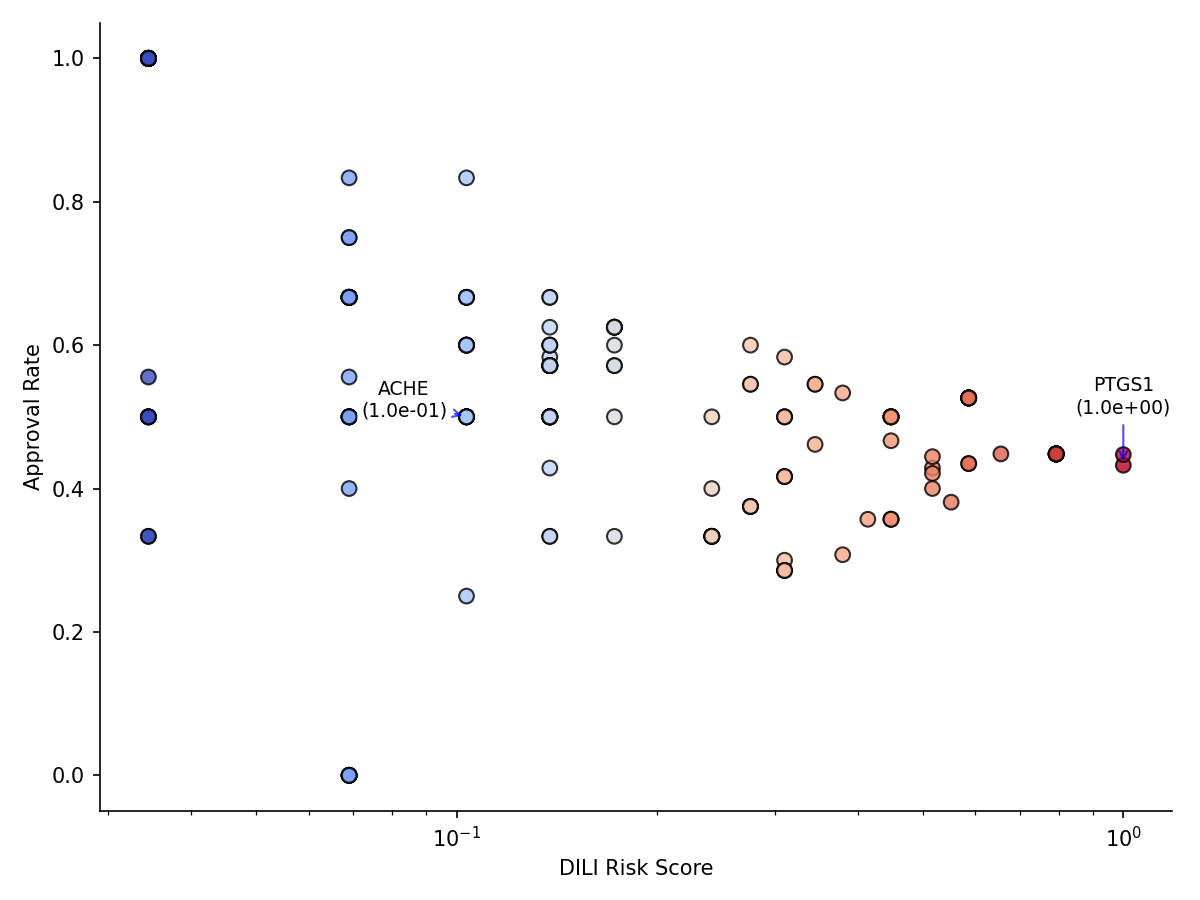 1.0
0.8
0.6
0.4
0.2
0.0
Approval Rate
ACHE
(1.0e-01)
PTGS1
(1.0e+00)
10⁻¹
10⁰
DILI Risk Score